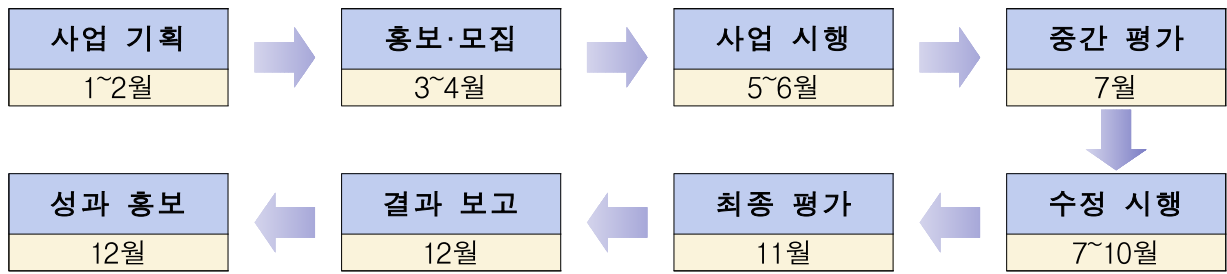 사업 기획
1~2월
홍보·모집
3~4월
사업 시행
5~6월
중간 평가
7월
수정 시행
7~10월
최종 평가
11월
결과 보고
12월
성과 홍보
12월